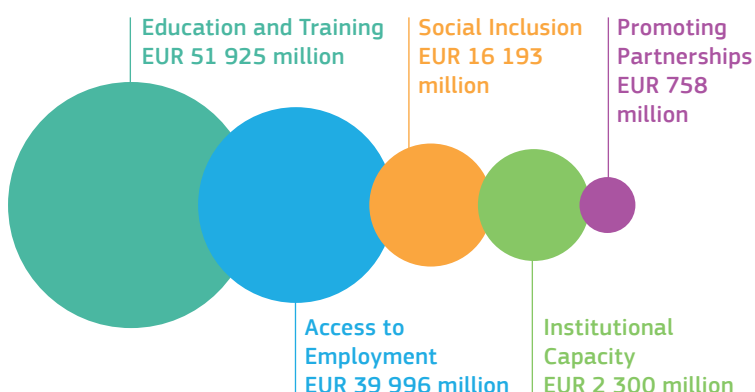 Education and Training
EUR 51 925 million
Social Inclusion
EUR 16 193
million
Promoting
Partnerships
EUR 758
million
Access to
Employment
EUR 39 996 million
Institutional
Capacity
EUR 2 300 million